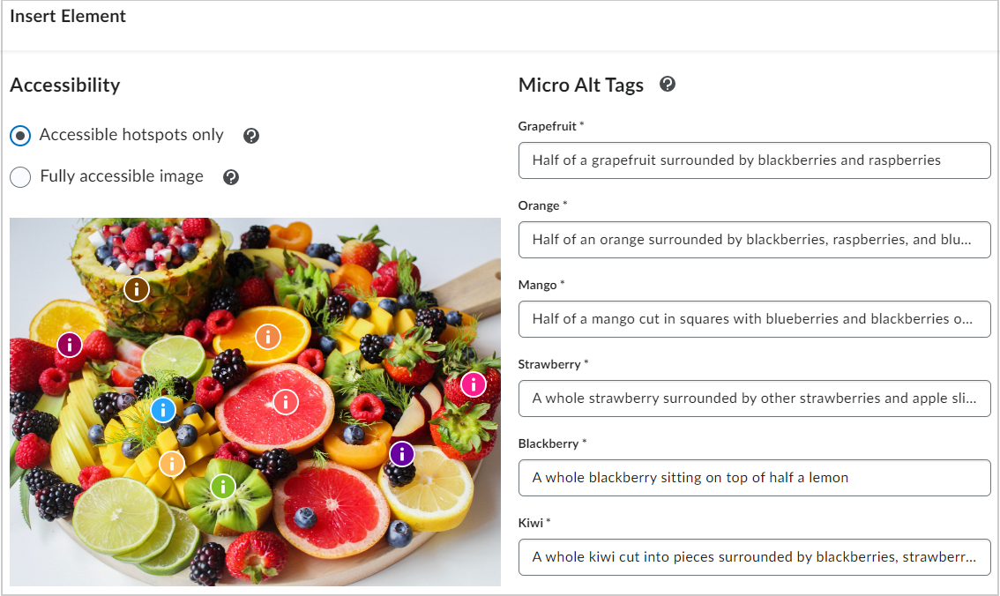 Insert Element
Accessibility
Accessible hotspots only
Fully accessible image
Micro Alt Tags
Grapefruit *
Half of a grapefruit surrounded by blackberries and raspberries
Orange *
Half of an orange surrounded by blackberries, raspberries, and blu...
Mango *
Half of a mango cut in squares with blueberries and blackberries o...
Strawberry *
A whole strawberry surrounded by other strawberries and apple sli...
Blackberry *
A whole blackberry sitting on top of half a lemon
Kiwi *
A whole kiwi cut into pieces surrounded by blackberries, strawberr...